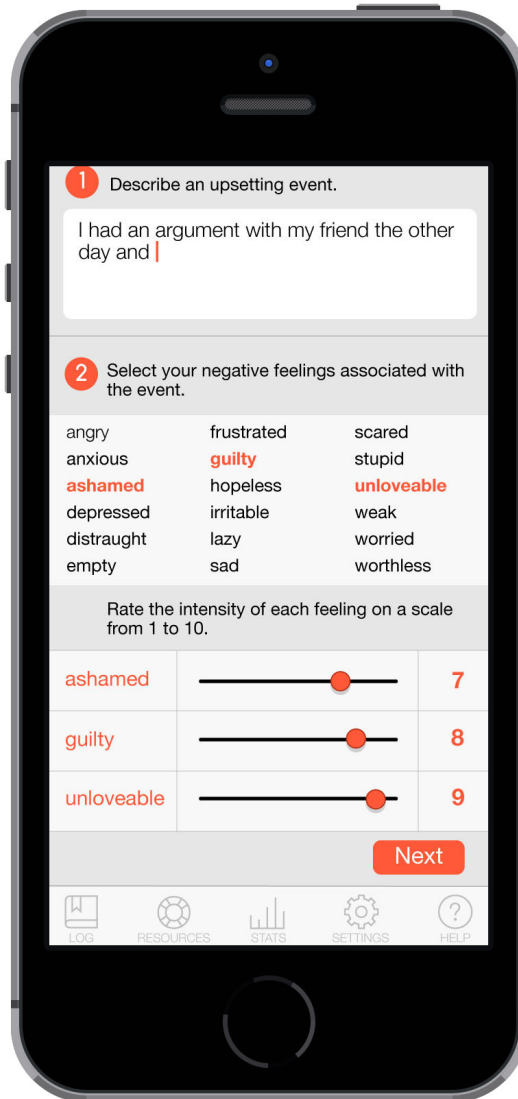 1 Describe an upsetting event.
I had an argument with my friend the other
day and
2 Select your negative feelings associated with
the event.
angry frustrated scared
anxious guilty stupid
ashamed hopeless unloveable
depressed irritable weak
distraught lazy worried
empty sad worthless
Rate the intensity of each feeling on a scale
from 1 to 10.
ashamed 7
guilty 8
unloveable 9
Next
LOG RESOURCES STATS SETTINGS HELP